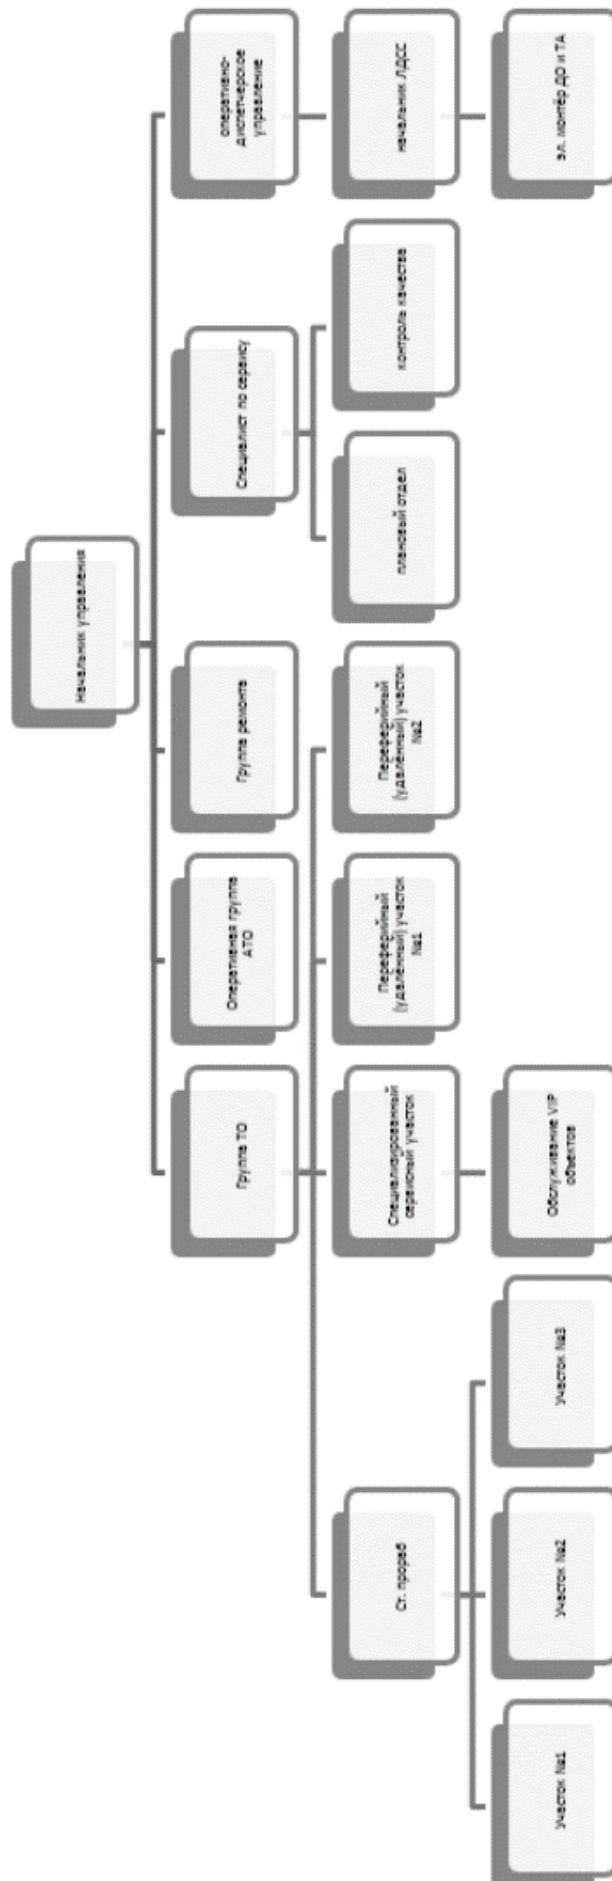 Начальник управления
Группа ТО
Оперативная группа
АТО
Группа ремонта
Специалист по сервису
оперативно-
диспетчерское
управление
Ст. прораб
Специализированный
сервисный участок
Переферийный
(удалённый) участок
№1
Переферийный
(удалённый) участок
№2
плановый отдел
контроль качества
начальник ЛДСС
Участок №1
Участок №2
Участок №3
Обслуживание VIP
объектов
эл. монтёр ДО и ТА